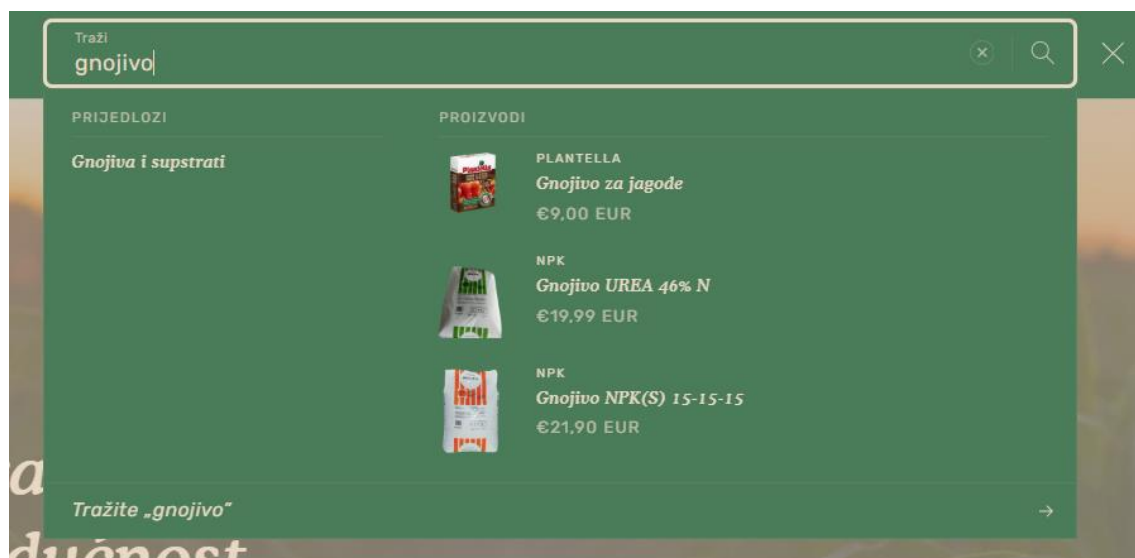 Traži
gnojivo
PRIJEDLOZI
Gnojiva i supstrati
PROIZVODI
PLANTELLA
Gnojivo za jagode
€9,00 EUR
NPK
Gnojivo UREA 46% N
€19,99 EUR
NPK
Gnojivo NPK(S) 15-15-15
€21,90 EUR
Tražite „gnojivo”